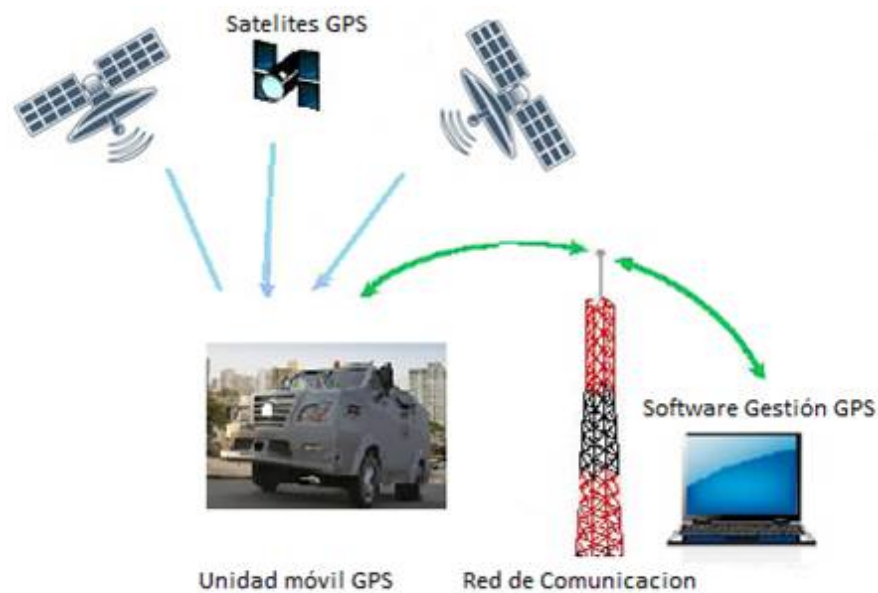 Satelites GPS
Software Gestión GPS
Unidad móvil GPS
Red de Comunicacion